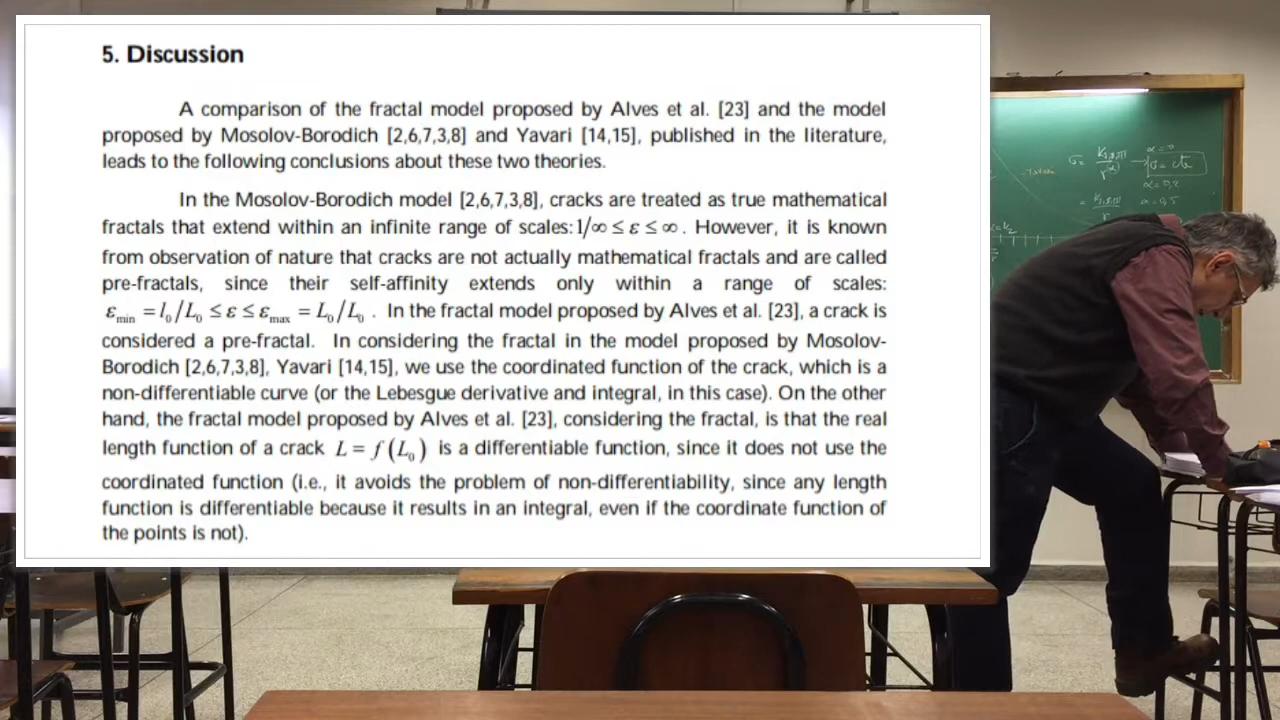 5. Discussion
A comparison of the fractal model proposed by Alves et al. [23] and the model
proposed by Mosolov-Borodich [2,6,7,3,8] and Yavari [14,15], published in the literature,
leads to the following conclusions about these two theories.
In the Mosolov-Borodich model [2,6,7,3,8], cracks are treated as true mathematical
fractals that extend within an infinite range of scales: 1/∞ ≤ ε ≤ ∞ . However, it is known
from observation of nature that cracks are not actually mathematical fractals and are called
pre-fractals, since their self-affinity extends only within a range of scales:
ε_min = l₀/L₀ ≤ ε ≤ ε_max = L₀/L₀ . In the fractal model proposed by Alves et al. [23], a crack is
considered a pre-fractal. In considering the fractal in the model proposed by Mosolov-
Borodich [2,6,7,3,8], Yavari [14,15], we use the coordinated function of the crack, which is a
non-differentiable curve (or the Lebesgue derivative and integral, in this case). On the other
hand, the fractal model proposed by Alves et al. [23], considering the fractal, is that the real
length function of a crack L = f(L₀) is a differentiable function, since it does not use the
coordinated function (i.e., it avoids the problem of non-differentiability, since any length
function is differentiable because it results in an integral, even if the coordinate function of
the points is not).